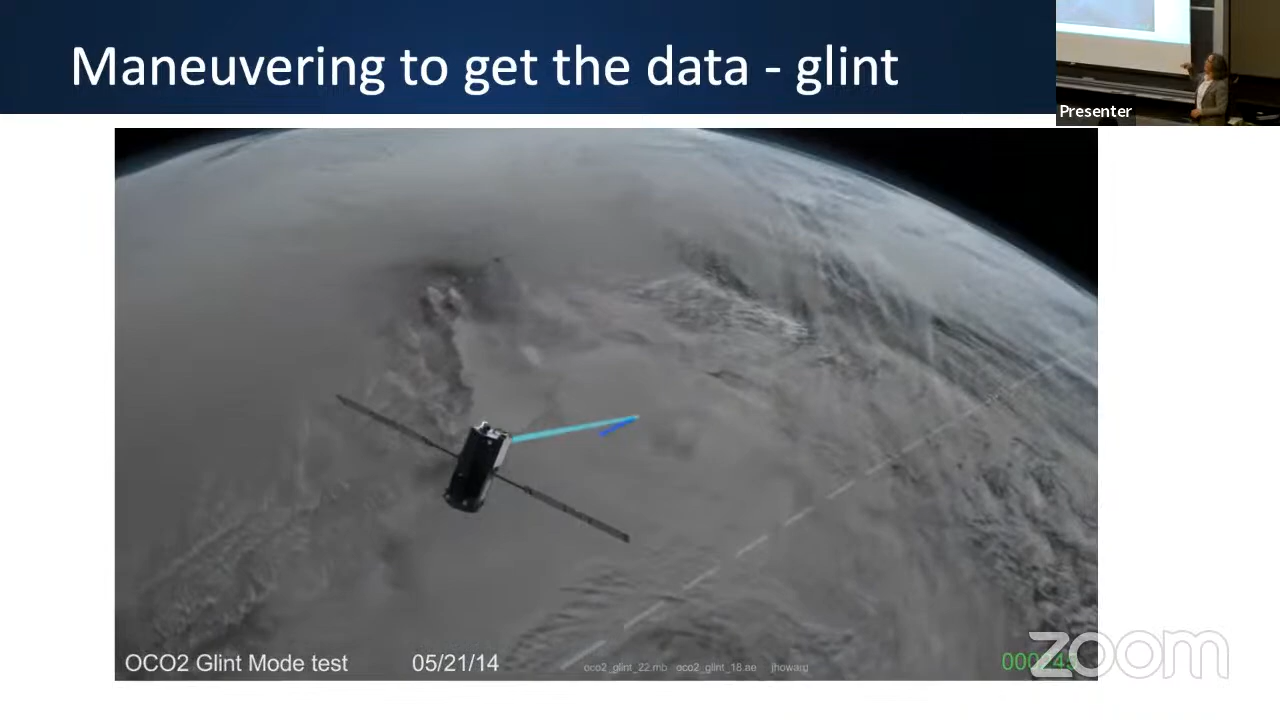 Maneuvering to get the data - glint
Presenter
OCO2 Glint Mode test 05/21/14 oco2_glint_22.mb oco2_glint_18.ae jhoward
zoom